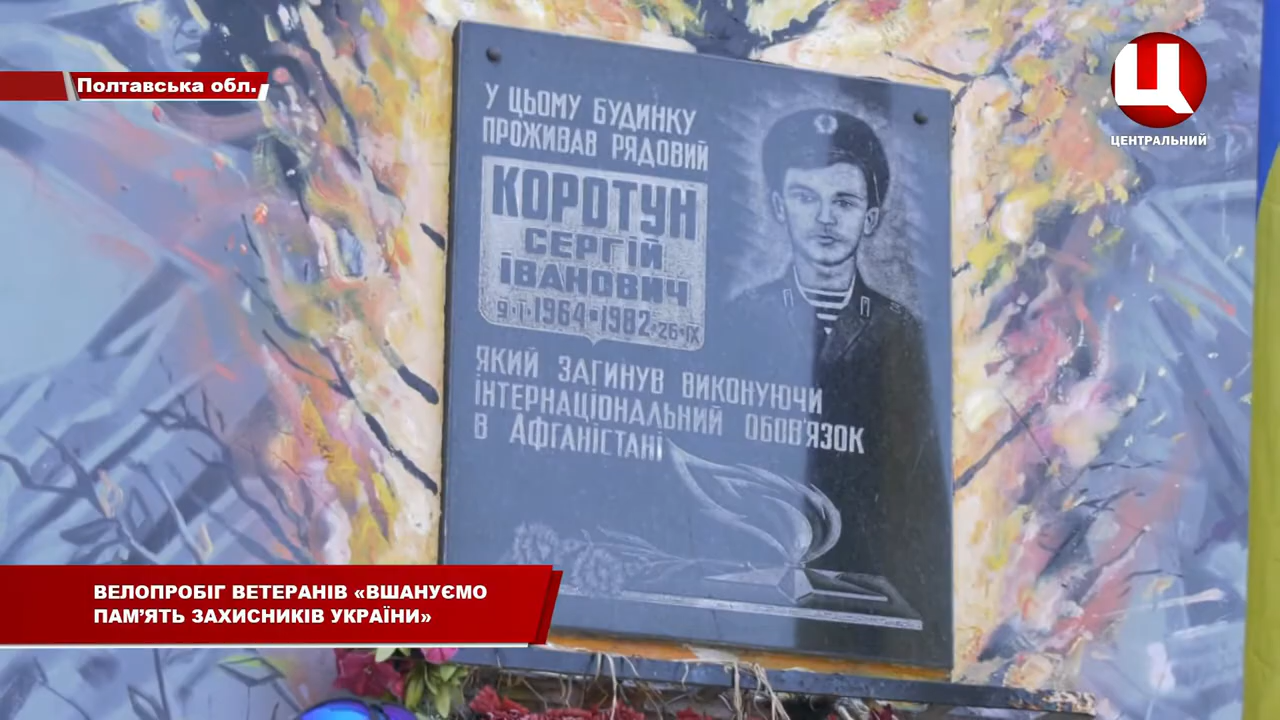 Полтавська обл.
Ц
ЦЕНТРАЛЬНИЙ
У ЦЬОМУ БУДИНКУ
ПРОЖИВАВ РЯДОВИЙ
КОРОТУН
СЕРГІЙ
ІВАНОВИЧ
9·I·1964·1982·26·IX
ЯКИЙ ЗАГИНУВ ВИКОНУЮЧИ
ІНТЕРНАЦІОНАЛЬНИЙ ОБОВ'ЯЗОК
В АФГАНІСТАНІ
ВЕЛОПРОБІГ ВЕТЕРАНІВ «ВШАНУЄМО
ПАМ’ЯТЬ ЗАХИСНИКІВ УКРАЇНИ»